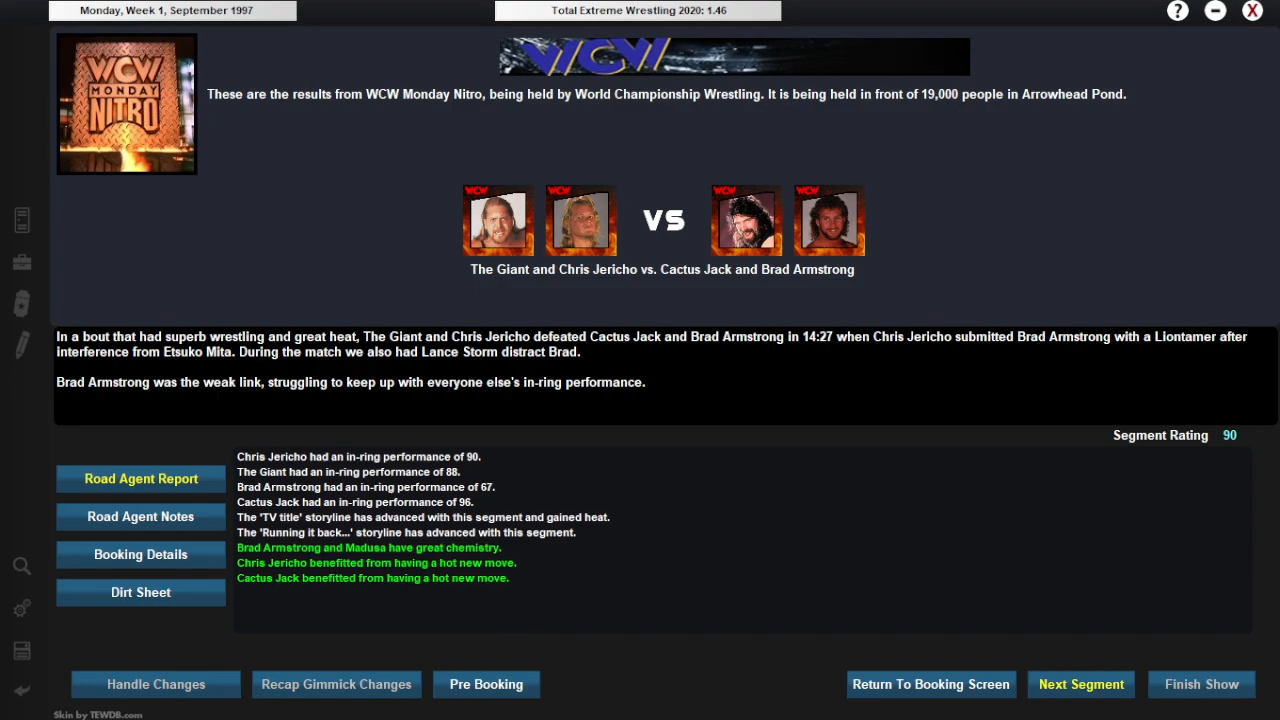 Monday, Week 1, September 1997
Total Extreme Wrestling 2020: 1.46
?
X
WCW
MONDAY
NITRO
WCW
These are the results from WCW Monday Nitro, being held by World Championship Wrestling. It is being held in front of 19,000 people in Arrowhead Pond.
WCW
WCW
VS
WCW
WCW
The Giant and Chris Jericho vs. Cactus Jack and Brad Armstrong
In a bout that had superb wrestling and great heat, The Giant and Chris Jericho defeated Cactus Jack and Brad Armstrong in 14:27 when Chris Jericho submitted Brad Armstrong with a Liontamer after
interference from Etsuko Mita. During the match we also had Lance Storm distract Brad.
Brad Armstrong was the weak link, struggling to keep up with everyone else's in-ring performance.
Segment Rating 90
Road Agent Report
Road Agent Notes
Booking Details
Dirt Sheet
Chris Jericho had an in-ring performance of 90.
The Giant had an in-ring performance of 88.
Brad Armstrong had an in-ring performance of 67.
Cactus Jack had an in-ring performance of 96.
The 'TV title' storyline has advanced with this segment and gained heat.
The 'Running it back...' storyline has advanced with this segment.
Brad Armstrong and Madusa have great chemistry.
Chris Jericho benefitted from having a hot new move.
Cactus Jack benefitted from having a hot new move.
Handle Changes
Recap Gimmick Changes
Pre Booking
Return To Booking Screen
Next Segment
Finish Show
Skin by TEWDB.com